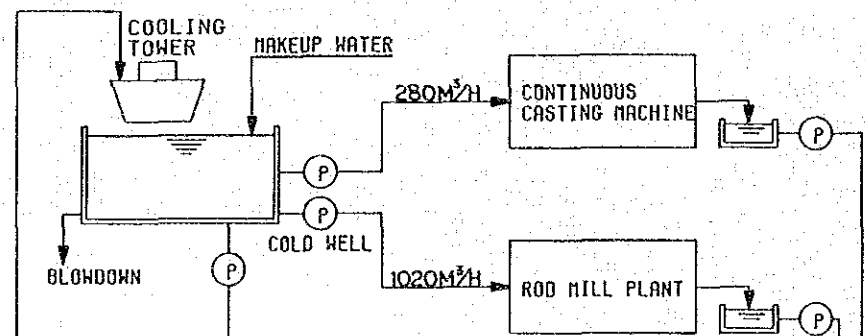 COOLING
TOWER
MAKEUP WATER
280M³/H
CONTINUOUS
CASTING MACHINE
P
P
P
COLD WELL
BLOWDOWN
P
1020M³/H
ROD MILL PLANT
P